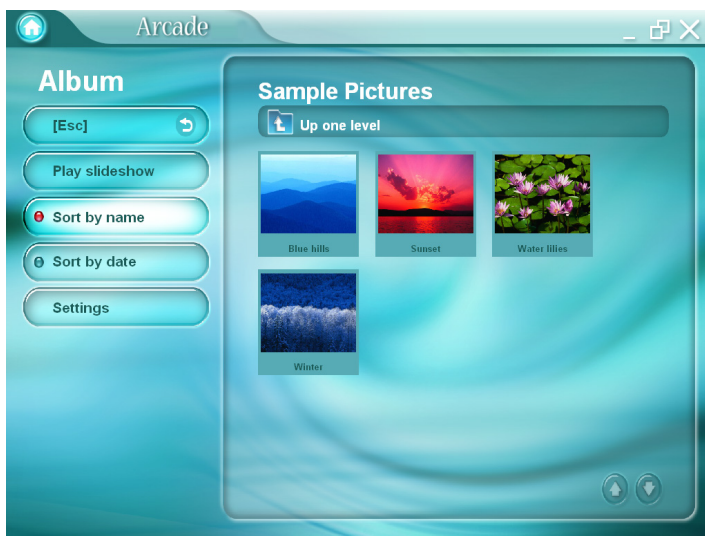 Arcade
Album
[Esc]
Play slideshow
Sort by name
Sort by date
Settings
Sample Pictures
Up one level
Blue hills
Sunset
Water lilies
Winter